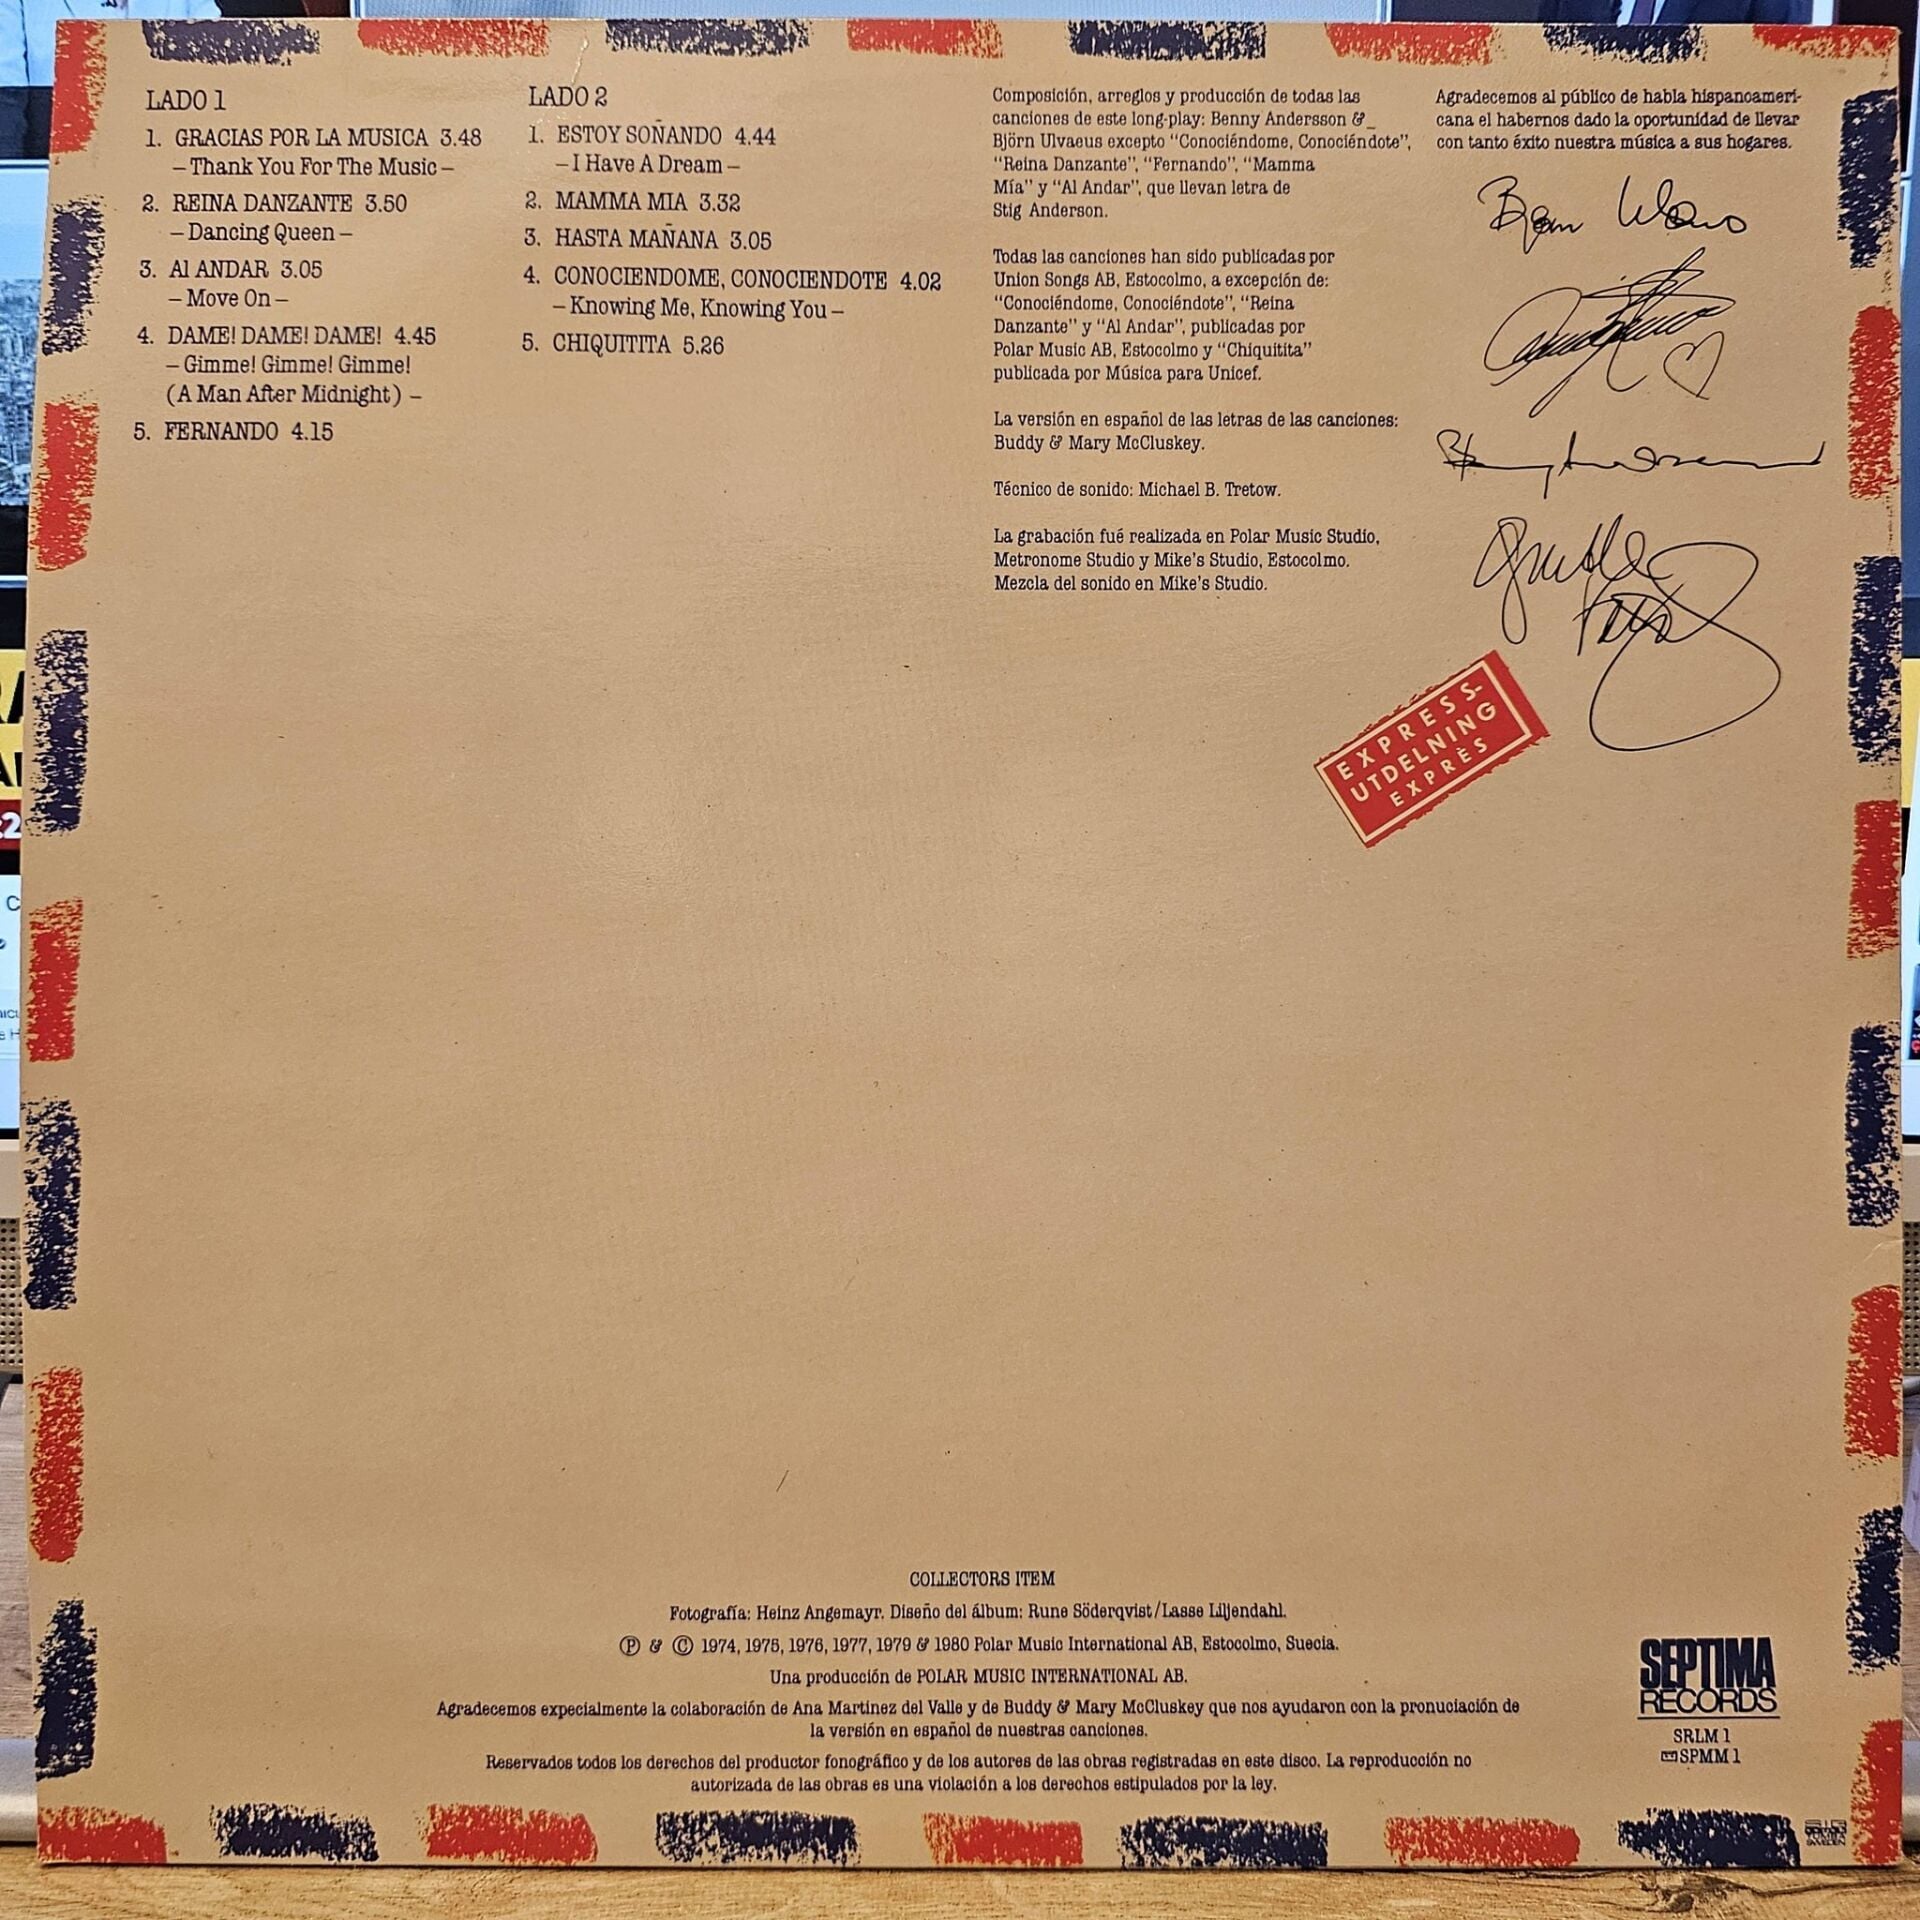 LADO 1
1. GRACIAS POR LA MUSICA 3.48
– Thank You For The Music –
2. REINA DANZANTE 3.50
– Dancing Queen –
3. Al ANDAR 3.05
– Move On –
4. DAME! DAME! DAME! 4.45
– Gimme! Gimme! Gimme!
(A Man After Midnight) –
5. FERNANDO 4.15
LADO 2
1. ESTOY SOÑANDO 4.44
– I Have A Dream –
2. MAMMA MIA 3.32
3. HASTA MAÑANA 3.05
4. CONOCIENDOME, CONOCIENDOTE 4.02
– Knowing Me, Knowing You –
5. CHIQUITITA 5.26
Composición, arreglos y producción de todas las
canciones de este long-play: Benny Andersson &
Björn Ulvaeus excepto “Conociéndome, Conociéndote”,
“Reina Danzante”, “Fernando”, “Mamma
Mía” y “Al Andar”, que llevan letra de
Stig Anderson.
Todas las canciones han sido publicadas por
Union Songs AB, Estocolmo, a excepción de:
“Conociéndome, Conociéndote”, “Reina
Danzante” y “Al Andar”, publicadas por
Polar Music AB, Estocolmo y “Chiquitita”
publicada por Música para Unicef.
La versión en español de las letras de las canciones:
Buddy & Mary McCluskey.
Técnico de sonido: Michael B. Tretow.
La grabación fué realizada en Polar Music Studio,
Metronome Studio y Mike's Studio, Estocolmo.
Mezcla del sonido en Mike's Studio.
Agradecemos al público de habla hispanoameri-
cana el habernos dado la oportunidad de llevar
con tanto éxito nuestra música a sus hogares.
EXPRESS-
UTDELNING
EXPRÈS
COLLECTORS ITEM
Fotografía: Heinz Angemayr. Diseño del álbum: Rune Söderqvist/Lasse Liljendahl.
Ⓟ & © 1974, 1975, 1976, 1977, 1979 & 1980 Polar Music International AB, Estocolmo, Suecia.
Una producción de POLAR MUSIC INTERNATIONAL AB.
Agradecemos expecialmente la colaboración de Ana Martinez del Valle y de Buddy & Mary McCluskey que nos ayudaron con la pronuciación de
la versión en español de nuestras canciones.
Reservados todos los derechos del productor fonográfico y de los autores de las obras registradas en este disco. La reproducción no
autorizada de las obras es una violación a los derechos estipulados por la ley.
SEPTIMA
RECORDS
SRLM 1
SPMM 1